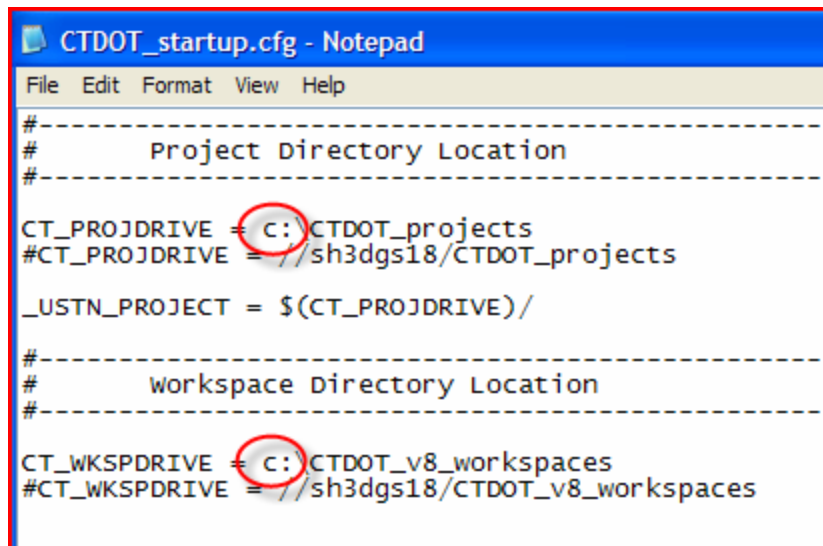 CTDOT_startup.cfg - Notepad
File Edit Format View Help
#-------------------------------------------------
# Project Directory Location
#-------------------------------------------------
CT_PROJDRIVE = c:\CTDOT_projects
#CT_PROJDRIVE = //sh3dgs18/CTDOT_projects
_USTN_PROJECT = $(CT_PROJDRIVE)/
#-------------------------------------------------
# Workspace Directory Location
#-------------------------------------------------
CT_WKSPDRIVE = c:\CTDOT_v8_workspaces
#CT_WKSPDRIVE = //sh3dgs18/CTDOT_v8_workspaces